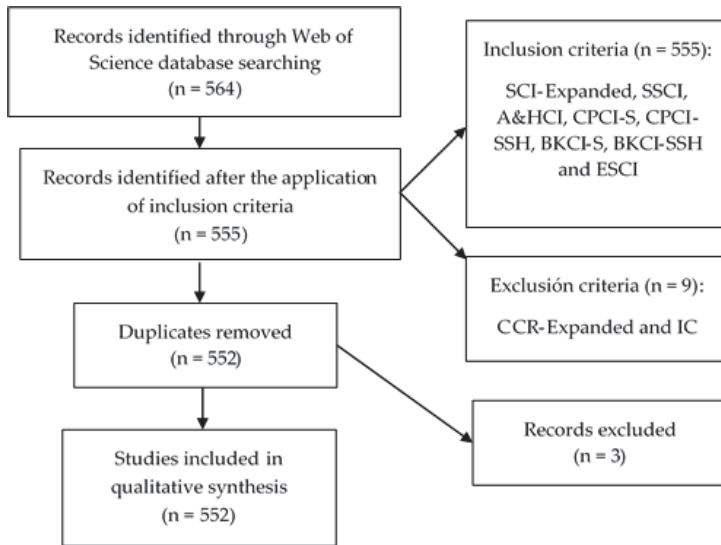 Records identified through Web of
Science database searching
(n = 564)
Records identified after the application
of inclusion criteria
(n = 555)
Duplicates removed
(n = 552)
Studies included in
qualitative synthesis
(n = 552)
Inclusion criteria (n = 555):
SCI-Expanded, SSCI,
A&HCI, CPCI-S, CPCI-
SSH, BKCI-S, BKCI-SSH
and ESCI
Exclusión criteria (n = 9):
CCR-Expanded and IC
Records excluded
(n = 3)